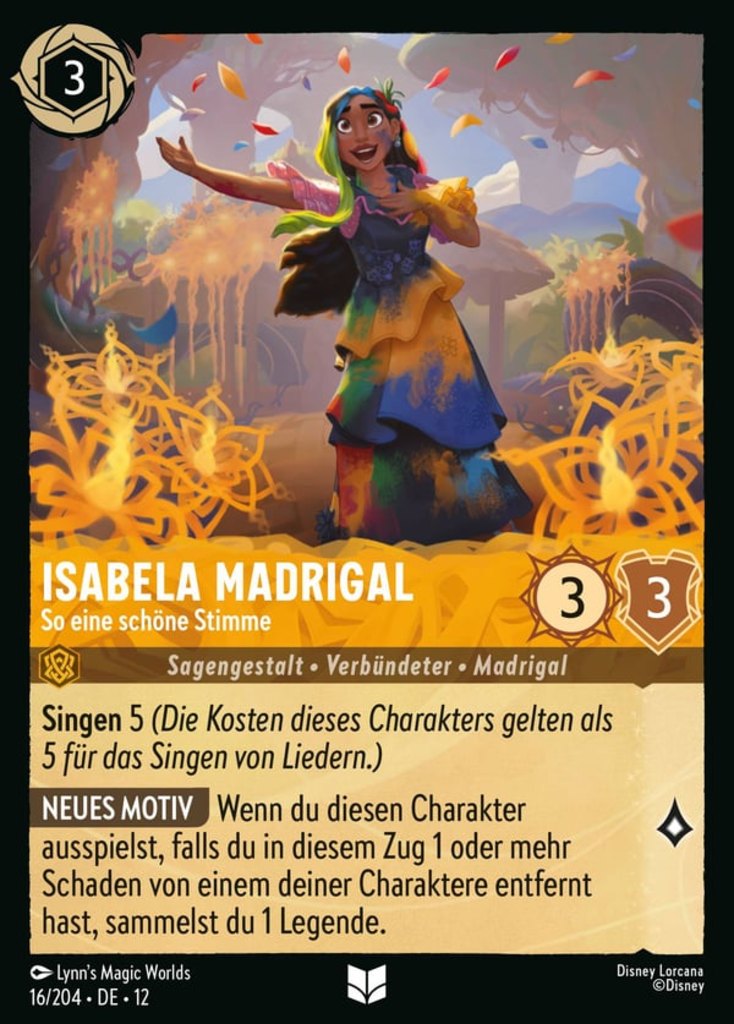 3
ISABELA MADRIGAL
So eine schöne Stimme
3
3
Sagengestalt • Verbündeter • Madrigal
Singen 5 (Die Kosten dieses Charakters gelten als
5 für das Singen von Liedern.)
NEUES MOTIV Wenn du diesen Charakter
ausspielst, falls du in diesem Zug 1 oder mehr
Schaden von einem deiner Charaktere entfernt
hast, sammelst du 1 Legende.
Lynn's Magic Worlds
16/204 • DE • 12
Disney Lorcana
©Disney